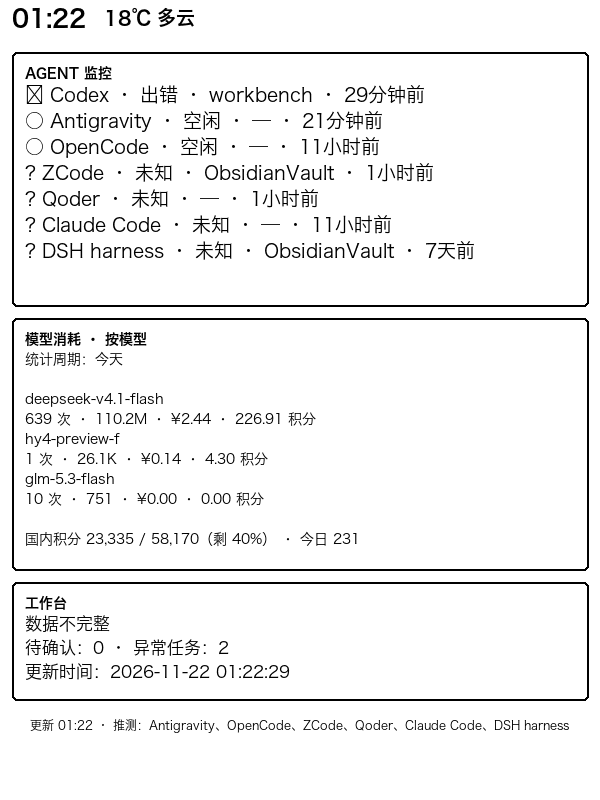 01:22 18℃ 多云
AGENT 监控
☒ Codex · 出错 · workbench · 29分钟前
○ Antigravity · 空闲 · — · 21分钟前
○ OpenCode · 空闲 · — · 11小时前
? ZCode · 未知 · ObsidianVault · 1小时前
? Qoder · 未知 · — · 1小时前
? Claude Code · 未知 · — · 11小时前
? DSH harness · 未知 · ObsidianVault · 7天前
模型消耗 · 按模型
统计周期：今天
deepseek-v4.1-flash
639 次 · 110.2M · ¥2.44 · 226.91 积分
hy4-preview-f
1 次 · 26.1K · ¥0.14 · 4.30 积分
glm-5.3-flash
10 次 · 751 · ¥0.00 · 0.00 积分
国内积分 23,335 / 58,170（剩 40%） · 今日 231
工作台
数据不完整
待确认：0 · 异常任务：2
更新时间：2026-11-22 01:22:29
更新 01:22 · 推测：Antigravity、OpenCode、ZCode、Qoder、Claude Code、DSH harness